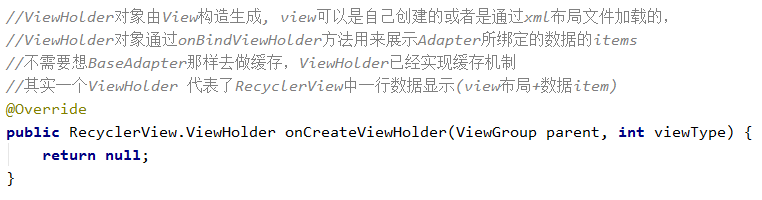 //ViewHolder对象由View构造生成, view可以是自己创建的或者是通过xml布局文件加载的,
//ViewHolder对象通过onBindViewHolder方法用来展示Adapter所绑定的数据的items
//不需要想BaseAdapter那样去做缓存，ViewHolder已经实现缓存机制
//其实一个ViewHolder 代表了RecyclerView中一行数据显示(view布局+数据item)
@Override
public RecyclerView.ViewHolder onCreateViewHolder(ViewGroup parent, int viewType) {
    return null;
}